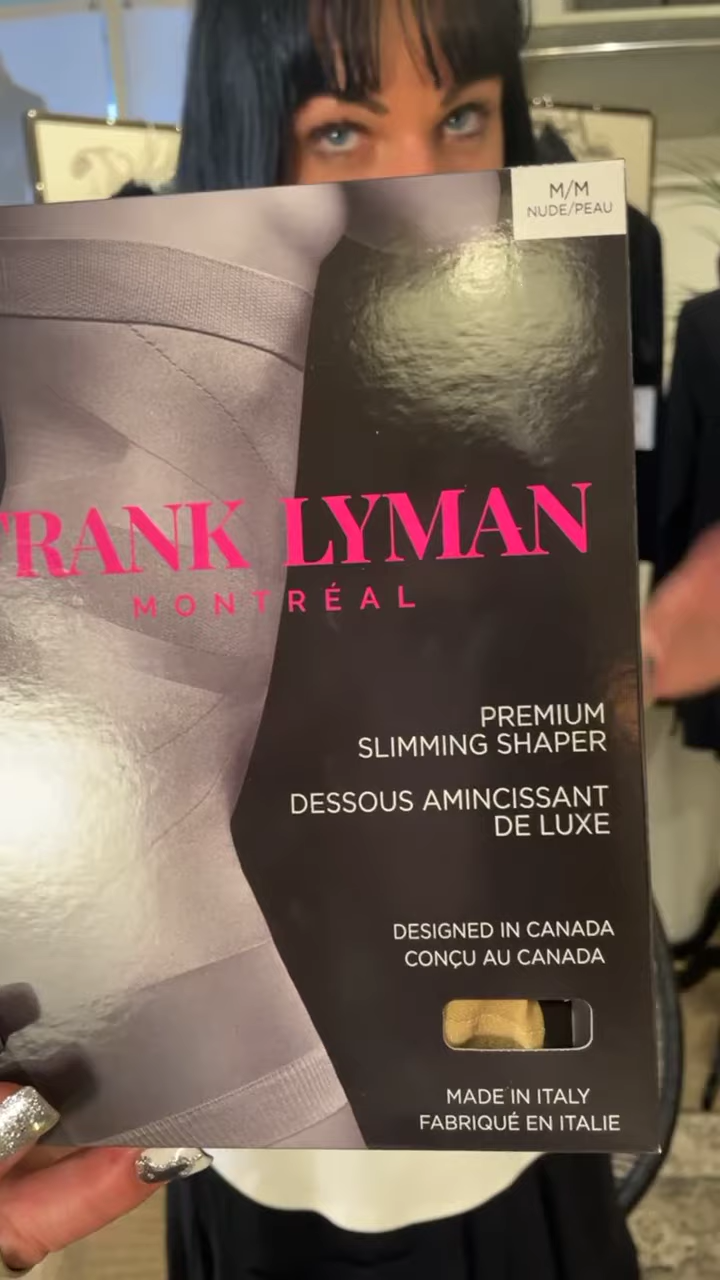 M/M
NUDE/PEAU
FRANK LYMAN
MONTRÉAL
PREMIUM
SLIMMING SHAPER
DESSOUS AMINCISSANT
DE LUXE
DESIGNED IN CANADA
CONÇU AU CANADA
MADE IN ITALY
FABRIQUÉ EN ITALIE